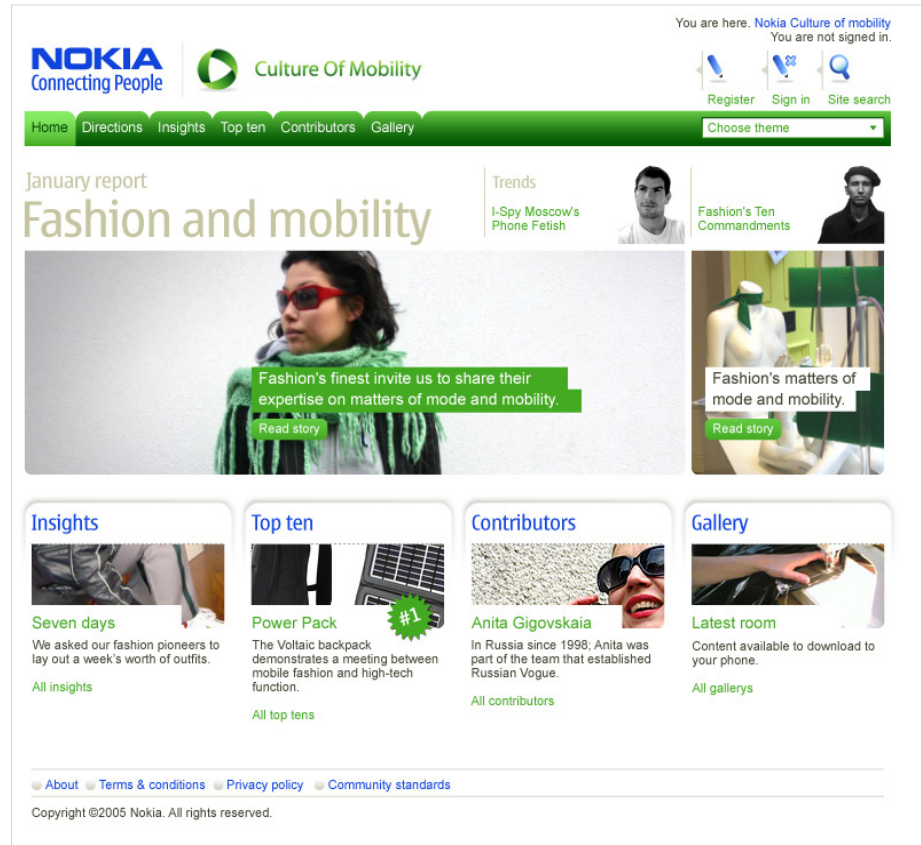 You are here. Nokia Culture of mobility
You are not signed in.
NOKIA
Connecting People
Culture Of Mobility
Register
Sign in
Site search
Home
Directions
Insights
Top ten
Contributors
Gallery
Choose theme
January report
Fashion and mobility
Trends
I-Spy Moscow's
Phone Fetish
Fashion's Ten
Commandments
Fashion's finest invite us to share their
expertise on matters of mode and mobility.
Read story
Fashion's matters of
mode and mobility.
Read story
Insights
Seven days
We asked our fashion pioneers to
lay out a week's worth of outfits.
All insights
Top ten
#1
Power Pack
The Voltaic backpack
demonstrates a meeting between
mobile fashion and high-tech
function.
All top tens
Contributors
Anita Gigovskaia
In Russia since 1998; Anita was
part of the team that established
Russian Vogue.
All contributors
Gallery
Latest room
Content available to download to
your phone.
All gallerys
About
Terms & conditions
Privacy policy
Community standards
Copyright ©2005 Nokia. All rights reserved.